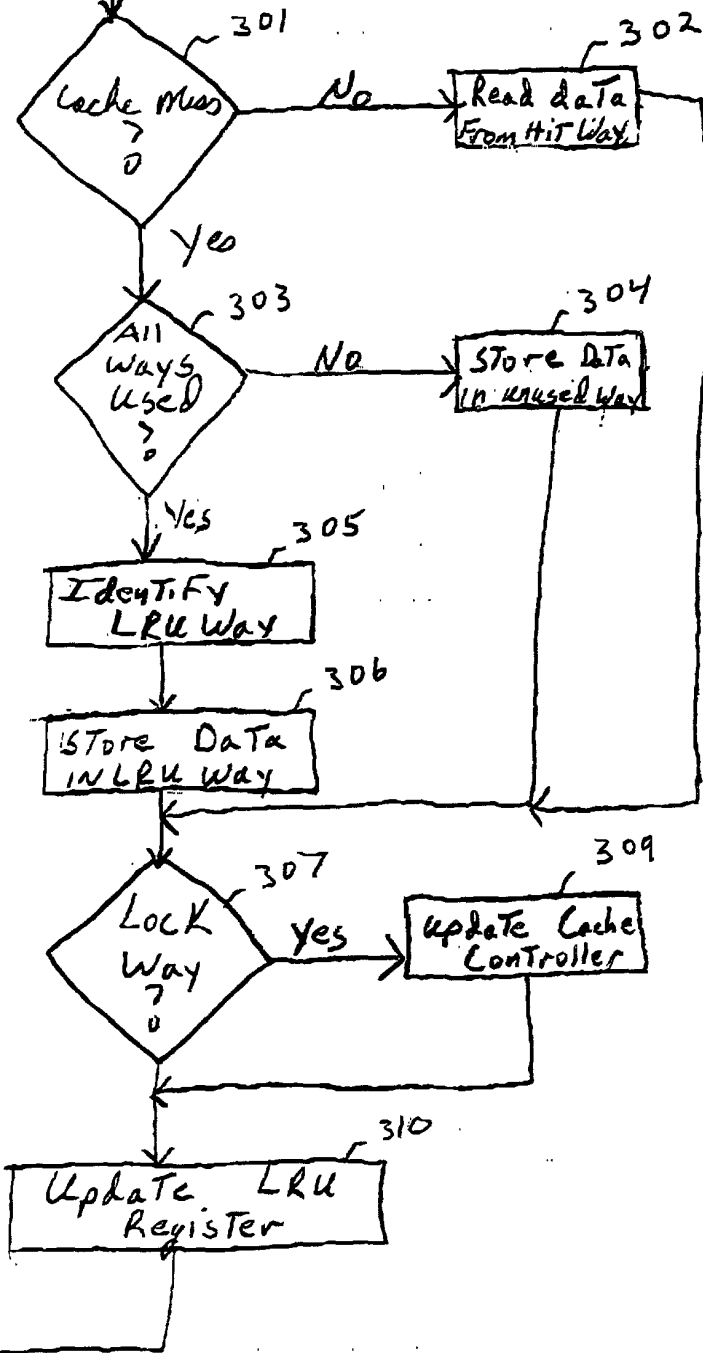 301
Cache Miss
?
No
302
Read daTa
From HiT Way
Yes
303
All
Ways
Used
?
No
304
STore DaTa
in unused Way
Yes
305
IdenTiFy
LRU Way
306
STore DaTa
IN LRU Way
307
Lock
Way
?
Yes
309
UpdaTe Cache
ConTroller
310
UpdaTe LRU
RegisTer